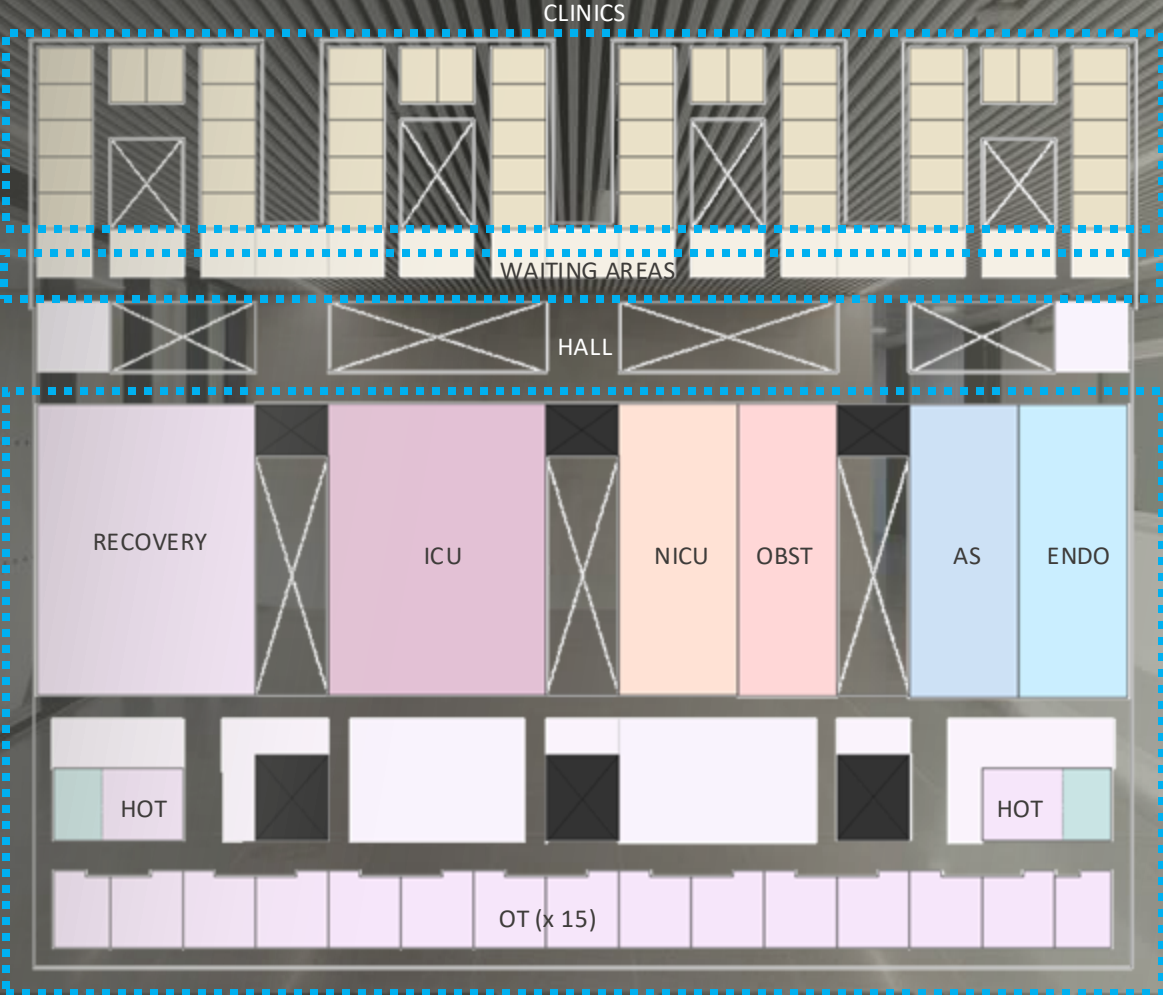 CLINICS
WAITING AREAS
HALL
RECOVERY
ICU
NICU
OBST
AS
ENDO
HOT
HOT
OT (x 15)